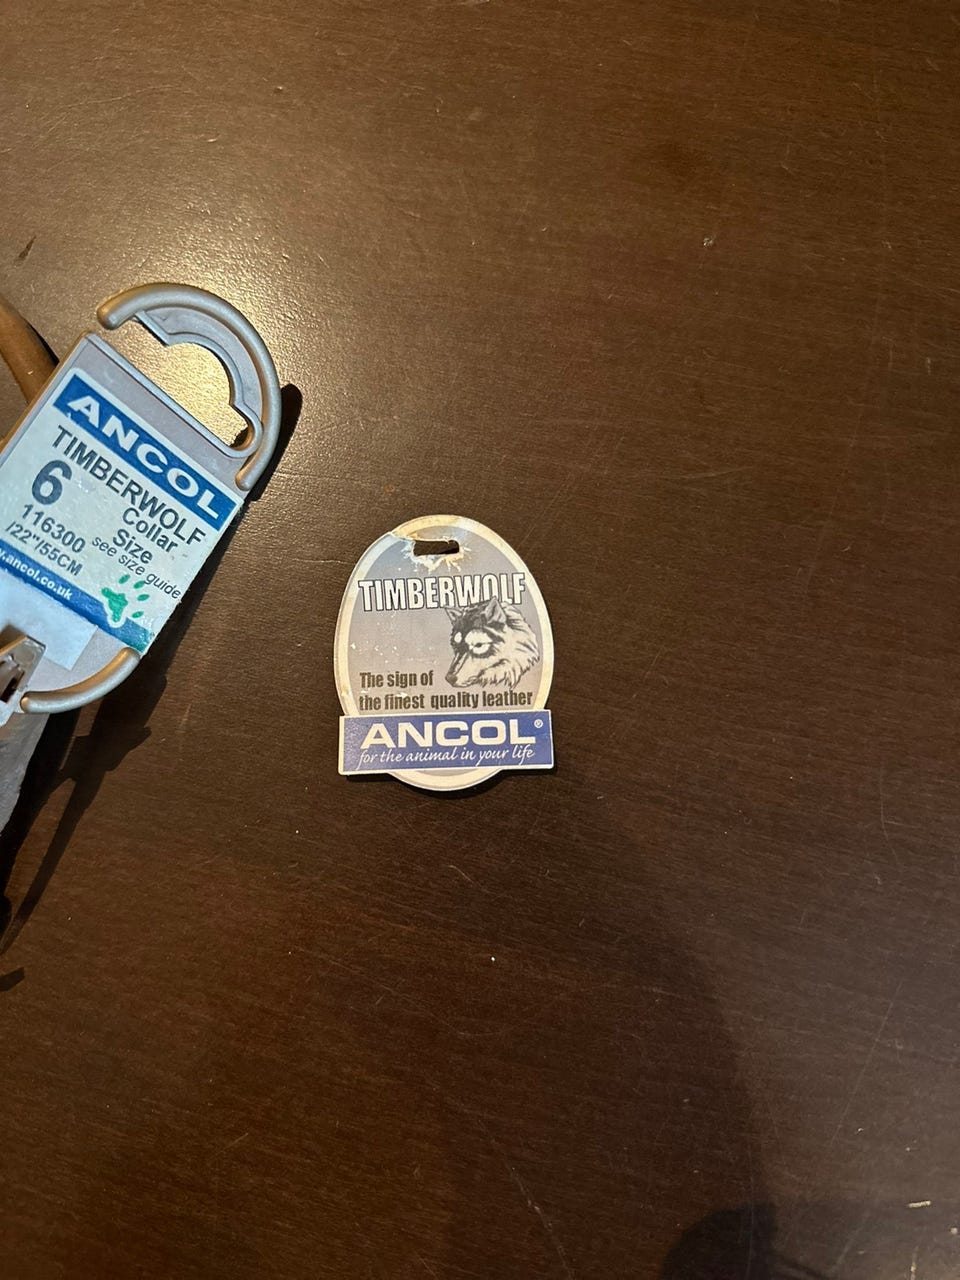 ANCOL
TIMBERWOLF
6 Collar
Size
116300 see size guide
/22"/55CM
.ancol.co.uk
TIMBERWOLF
The sign of
the finest quality leather
ANCOL®
for the animal in your life